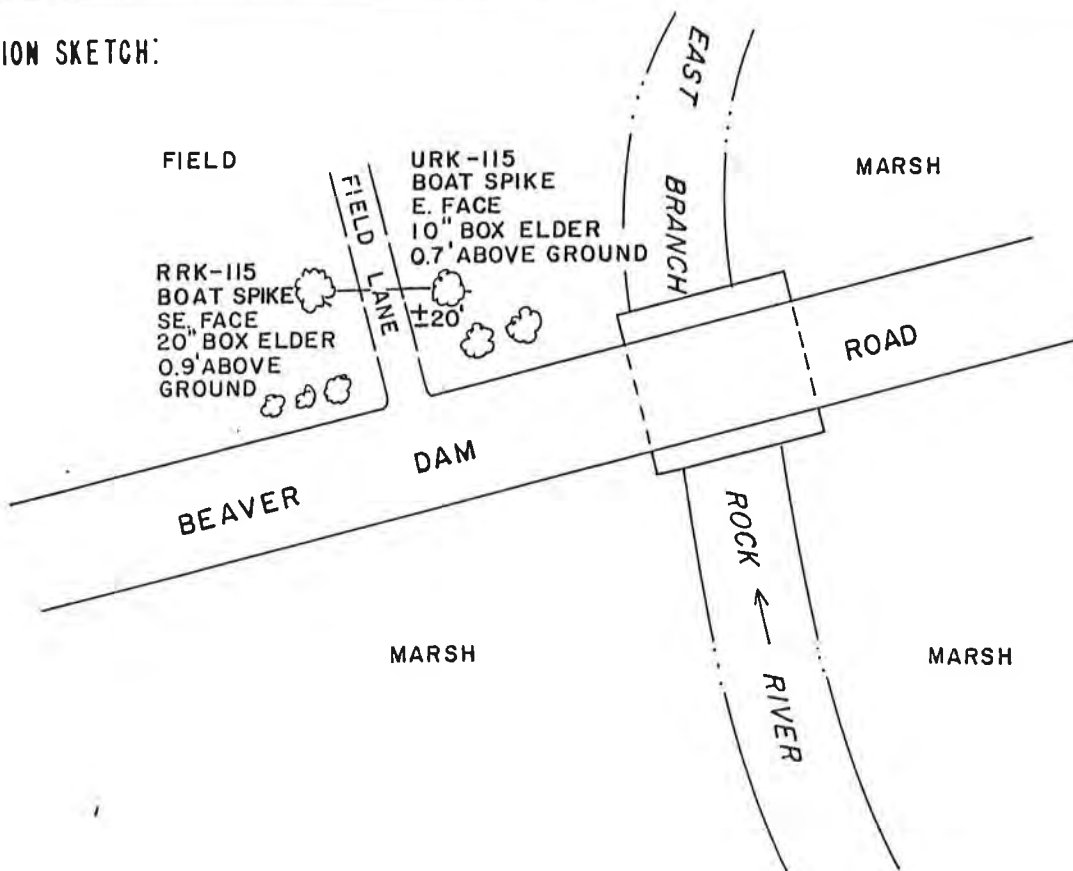 ION SKETCH:
FIELD
FIELD LANE
URK-115
BOAT SPIKE
E. FACE
10" BOX ELDER
0.7' ABOVE GROUND
RRK-115
BOAT SPIKE
SE. FACE
20" BOX ELDER
0.9' ABOVE
GROUND
±20'
EAST BRANCH
MARSH
BEAVER DAM ROAD
ROCK ← RIVER
MARSH
MARSH